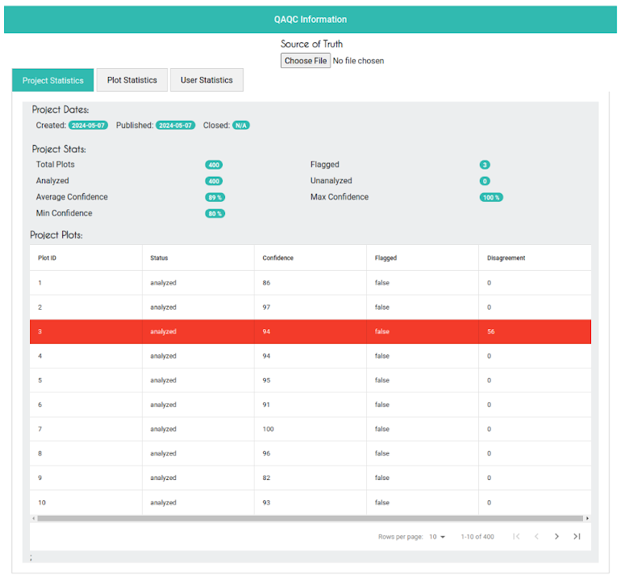 QAQC Information
Source of Truth
Choose File No file chosen
Project Statistics Plot Statistics User Statistics
Project Dates:
Created: 2024-05-07 Published: 2024-05-07 Closed: N/A
Project Stats:
Total Plots 400 Flagged 3
Analyzed 400 Unanalyzed 0
Average Confidence 89 % Max Confidence 100 %
Min Confidence 80 %
Project Plots:
Plot ID Status Confidence Flagged Disagreement
1 analyzed 86 false 0
2 analyzed 97 false 0
3 analyzed 94 false 56
4 analyzed 94 false 0
5 analyzed 95 false 0
6 analyzed 91 false 0
7 analyzed 100 false 0
8 analyzed 96 false 0
9 analyzed 82 false 0
10 analyzed 93 false 0
Rows per page: 10 1-10 of 400
;